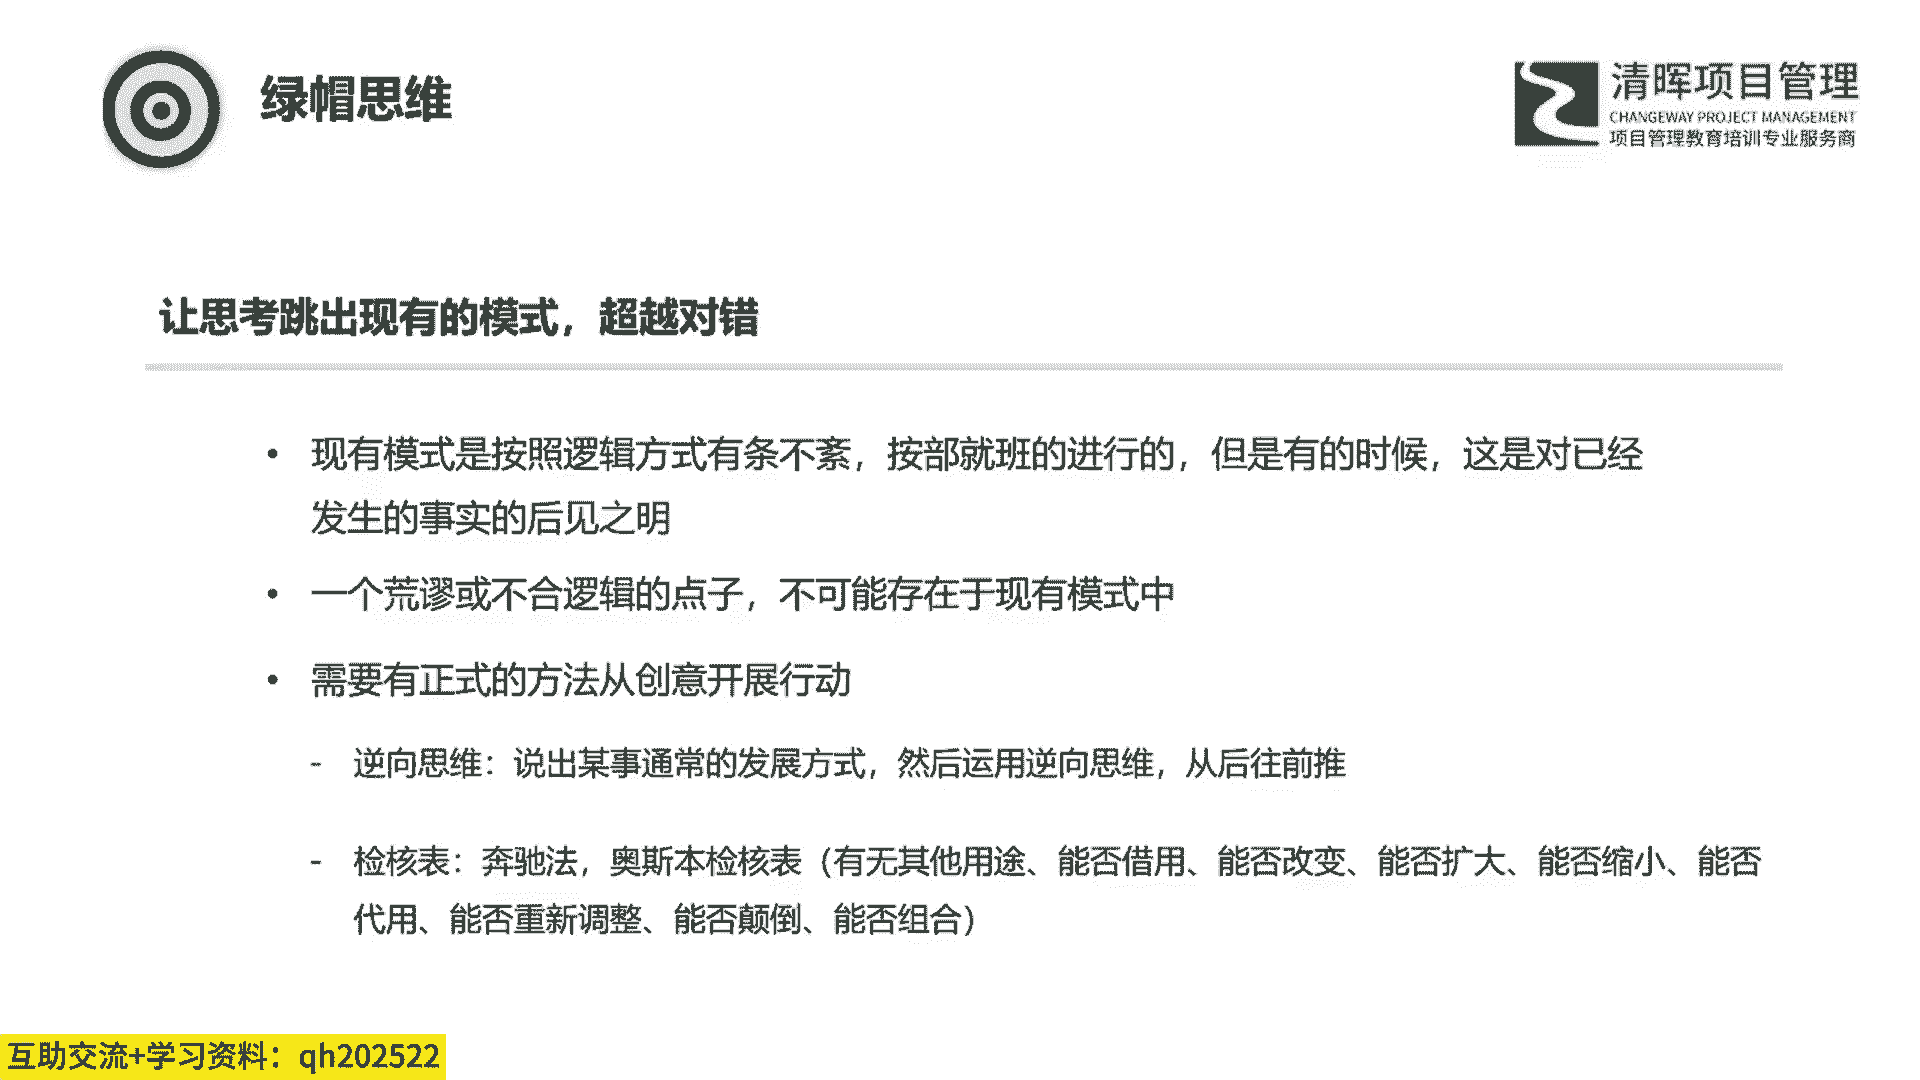 绿帽思维
清晖项目管理
CHANGEWAY PROJECT MANAGEMENT
项目管理教育培训专业服务商
让思考跳出现有的模式，超越对错
• 现有模式是按照逻辑方式有条不紊，按部就班的进行的，但是有的时候，这是对已经
发生的事实的后见之明
• 一个荒谬或不合逻辑的点子，不可能存在于现有模式中
• 需要有正式的方法从创意开展行动
- 逆向思维：说出某事通常的发展方式，然后运用逆向思维，从后往前推
- 检核表：奔驰法，奥斯本检核表（有无其他用途、能否借用、能否改变、能否扩大、能否缩小、能否
代用、能否重新调整、能否颠倒、能否组合）
互助交流+学习资料：qh202522